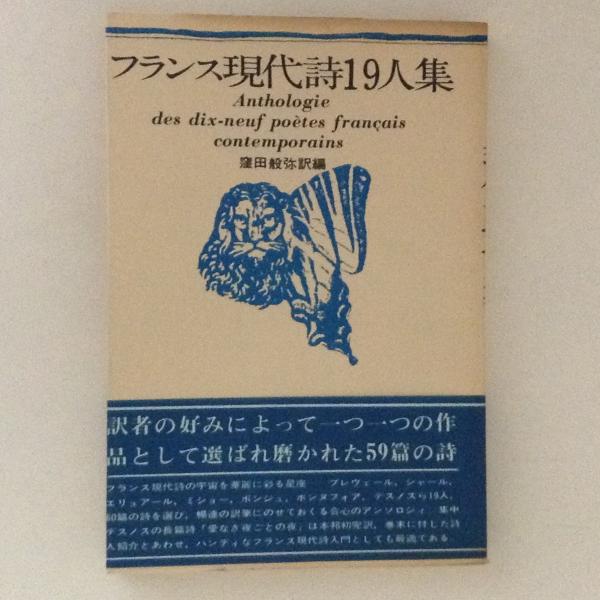 フランス現代詩19人集
Anthologie
des dix-neuf poètes français
contemporains
窪田般弥訳編
訳者の好みによって一つ一つの作
品として選ばれ磨かれた59篇の詩
フランス現代詩の宇宙を華麗に彩る星座 プレヴェール、シャール、
エリュアール、ミショー、ポンジュ、ボンヌフォア、デスノスら19人、
60篇の詩を選び、暢達の訳筆にのせておくる会心のアンソロジイ 集中
デスノスの長篇詩「愛なき夜ごとの夜」は本邦初完訳、巻末に付した詩
人紹介とあわせ、ハンディなフランス現代詩入門としても最適である